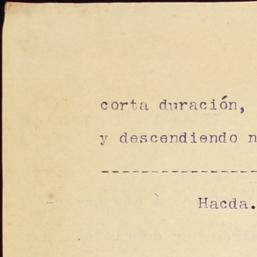 corta duración,
y descendiendo
--------------------
Hacda.